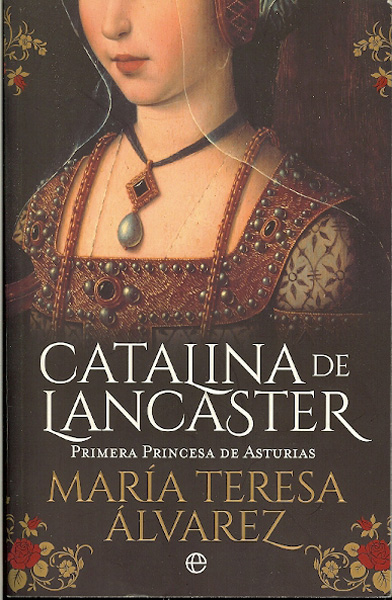 CATALINA DE
LANCASTER
PRIMERA PRINCESA DE ASTURIAS
MARÍA TERESA
ÁLVAREZ
e